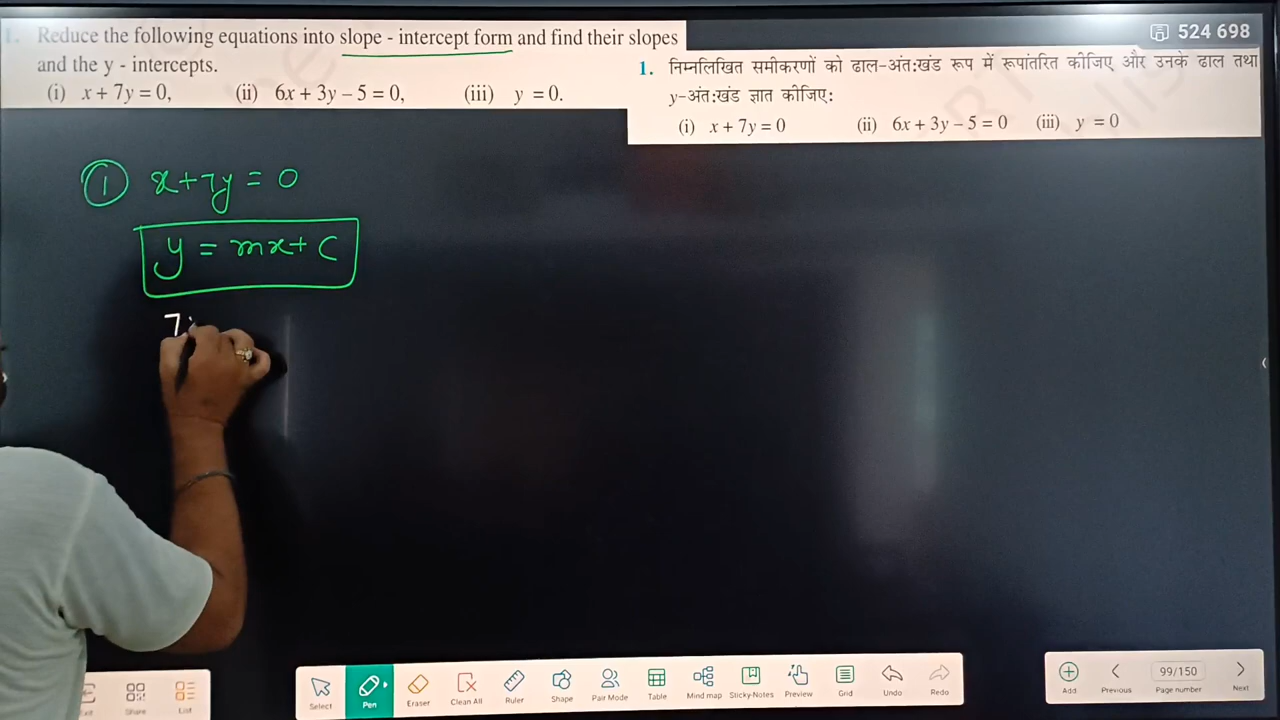 1. Reduce the following equations into slope - intercept form and find their slopes
and the y - intercepts.
(i) x + 7y = 0, (ii) 6x + 3y – 5 = 0, (iii) y = 0.
524 698
1. निम्नलिखित समीकरणों को ढाल-अंत:खंड रूप में रूपांतरित कीजिए और उनके ढाल तथा
y-अंत:खंड ज्ञात कीजिए:
(i) x + 7y = 0 (ii) 6x + 3y – 5 = 0 (iii) y = 0
① x+7y = 0
y = mx+ c
7
Share
List
Select
Pen
Eraser
Clean All
Ruler
Shape
Pair Mode
Table
Mind map
Sticky-Notes
Preview
Grid
Undo
Redo
Add
Previous
99/150
Page number
Next